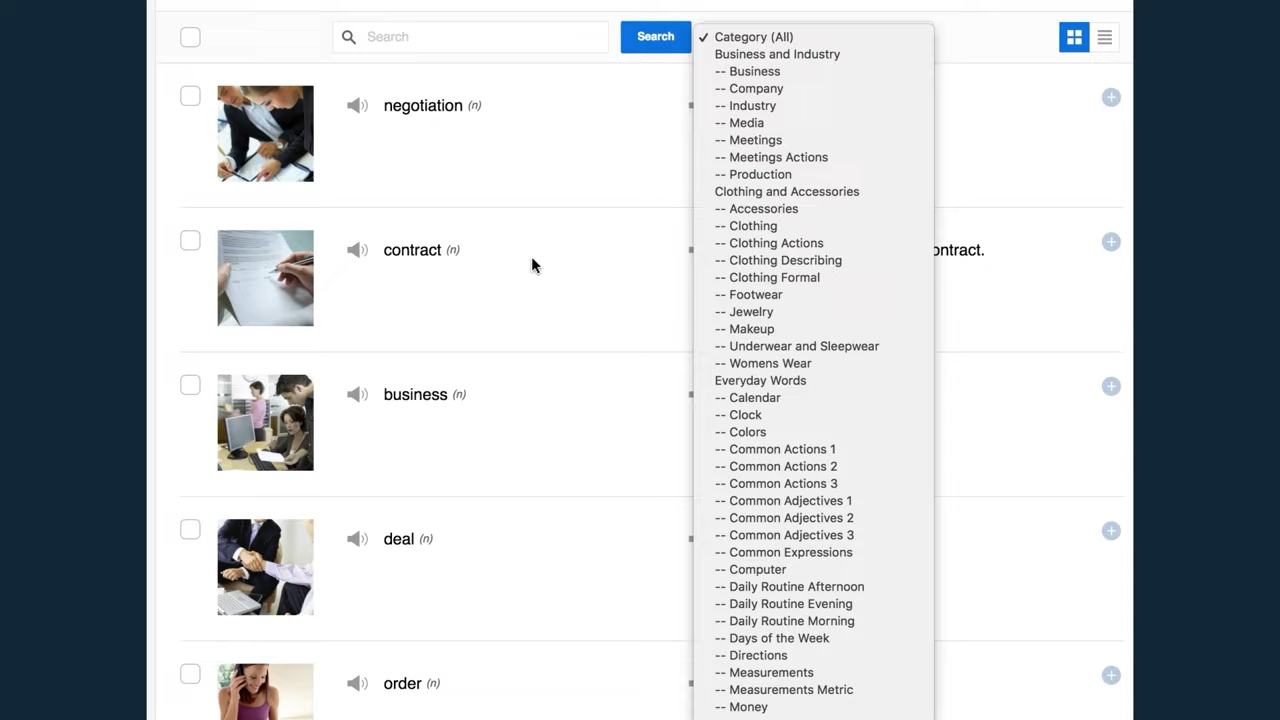 Search
Search
✓ Category (All)
Business and Industry
-- Business
-- Company
-- Industry
-- Media
-- Meetings
-- Meetings Actions
-- Production
Clothing and Accessories
-- Accessories
-- Clothing
-- Clothing Actions
-- Clothing Describing
-- Clothing Formal
-- Footwear
-- Jewelry
-- Makeup
-- Underwear and Sleepwear
-- Womens Wear
Everyday Words
-- Calendar
-- Clock
-- Colors
-- Common Actions 1
-- Common Actions 2
-- Common Actions 3
-- Common Adjectives 1
-- Common Adjectives 2
-- Common Adjectives 3
-- Common Expressions
-- Computer
-- Daily Routine Afternoon
-- Daily Routine Evening
-- Daily Routine Morning
-- Days of the Week
-- Directions
-- Measurements
-- Measurements Metric
-- Money
negotiation (n)
contract (n)
ontract.
business (n)
deal (n)
order (n)